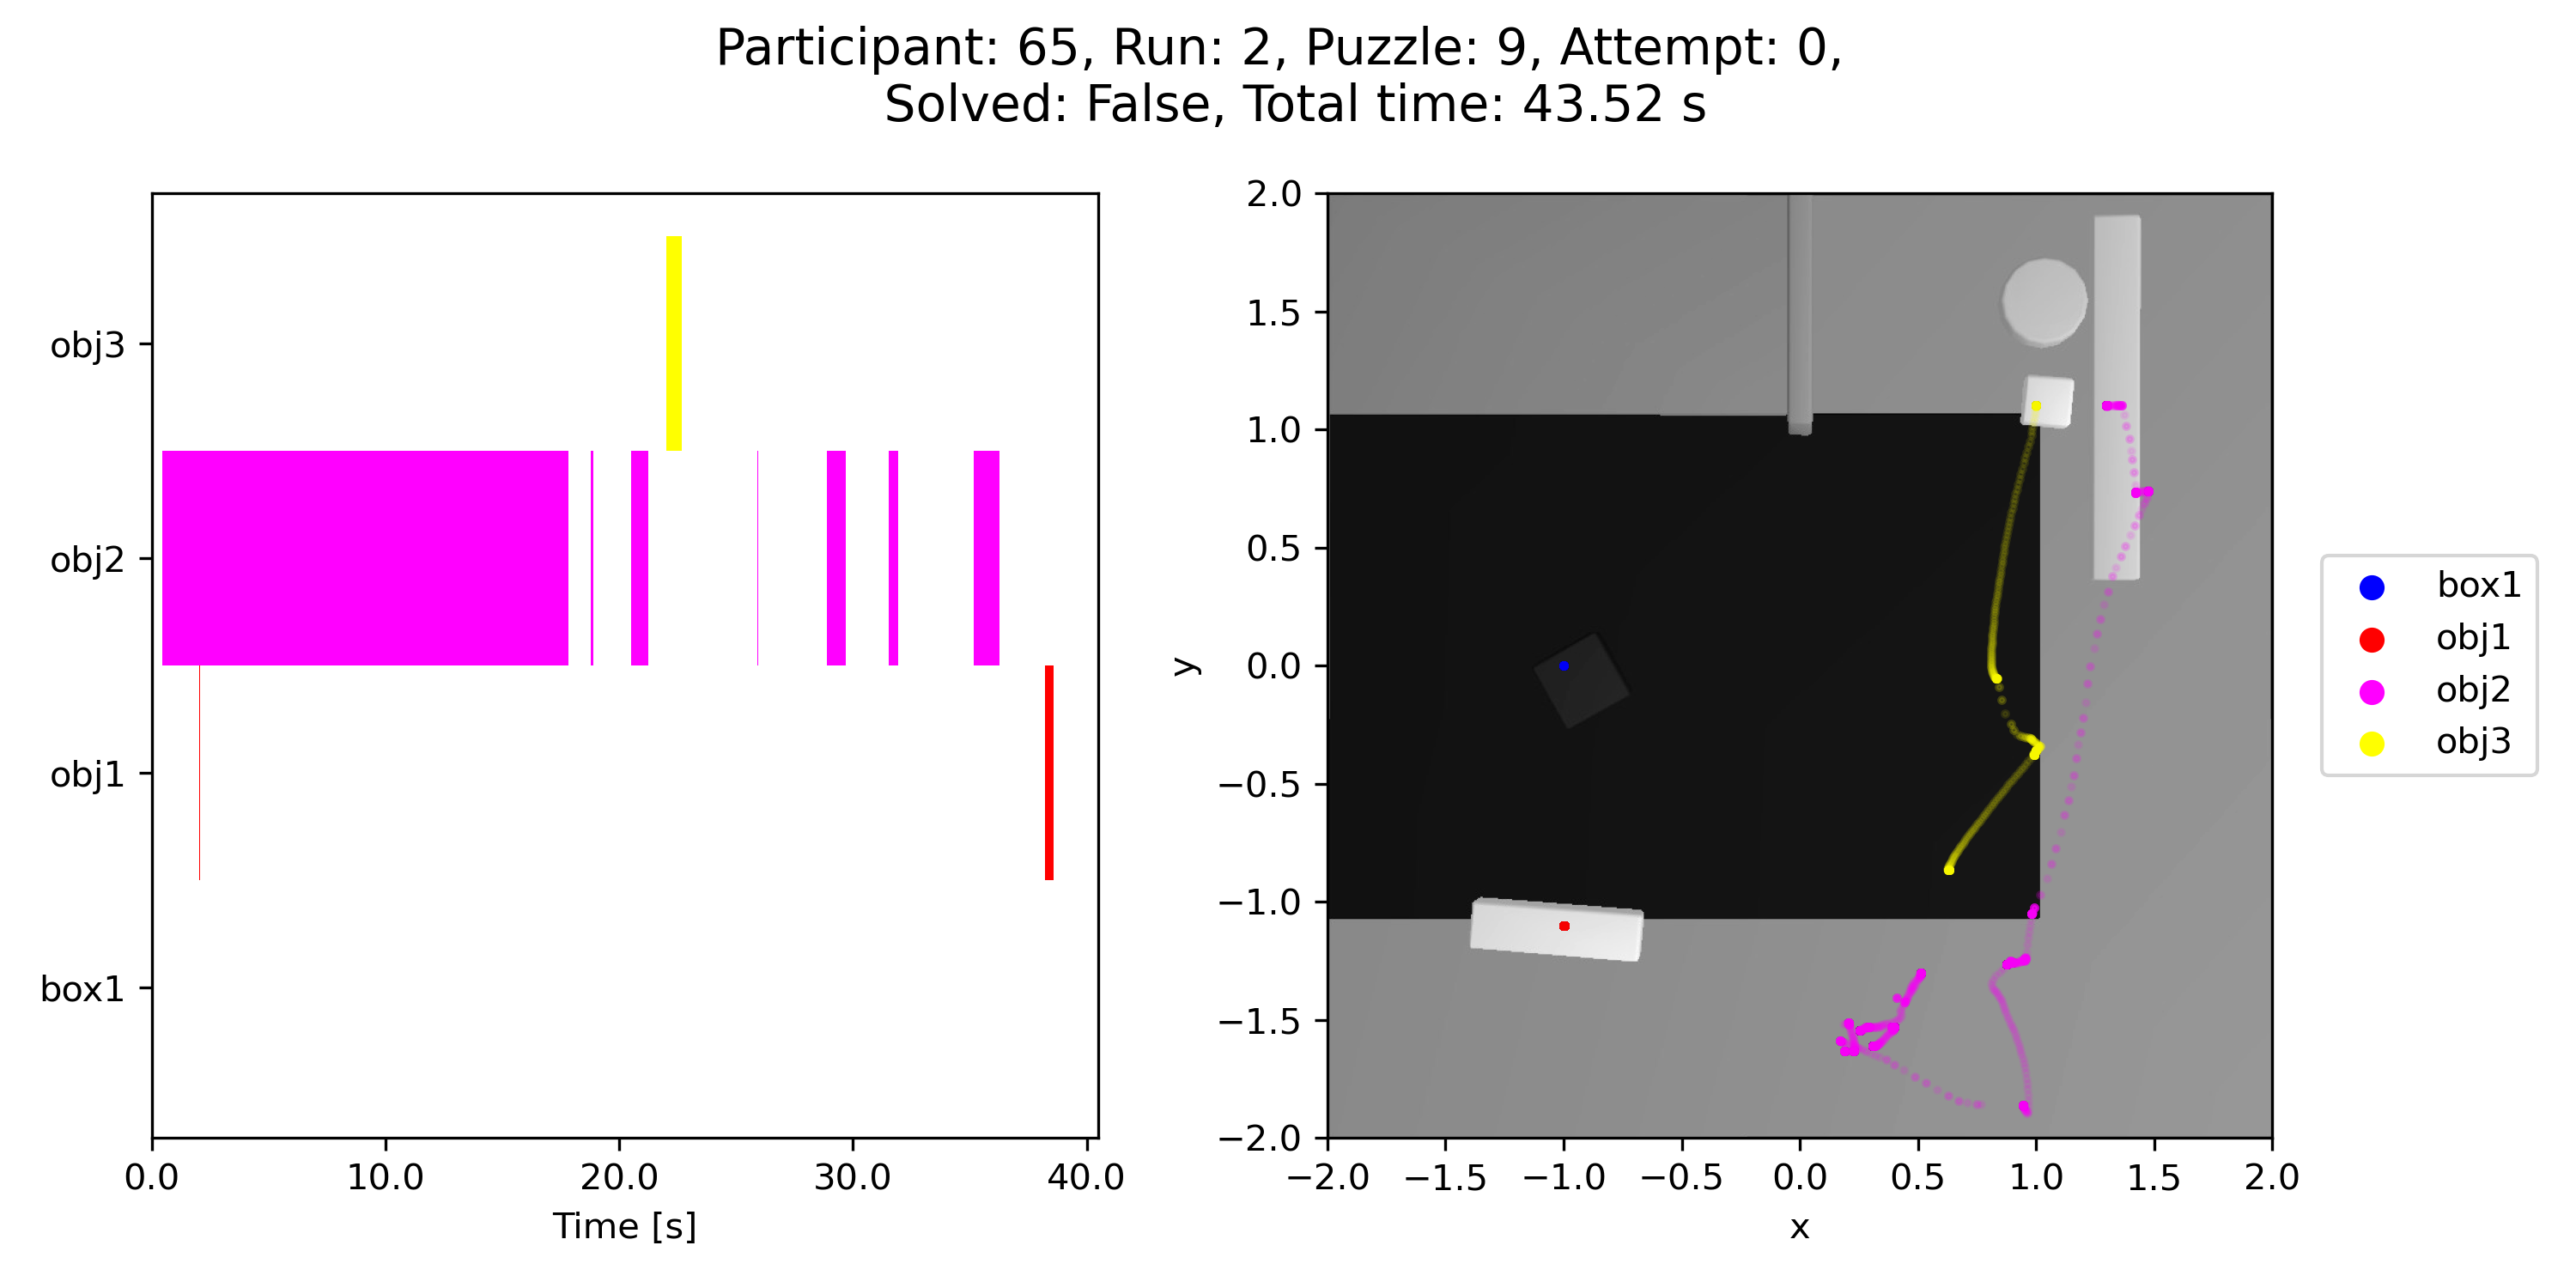 Participant: 65, Run: 2, Puzzle: 9, Attempt: 0,
Solved: False, Total time: 43.52 s
obj3
obj2
obj1
box1
0.0 10.0 20.0 30.0 40.0
Time [s]
2.0
1.5
1.0
0.5
0.0
−0.5
−1.0
−1.5
−2.0
y
−2.0 −1.5 −1.0 −0.5 0.0 0.5 1.0 1.5 2.0
x
box1
obj1
obj2
obj3